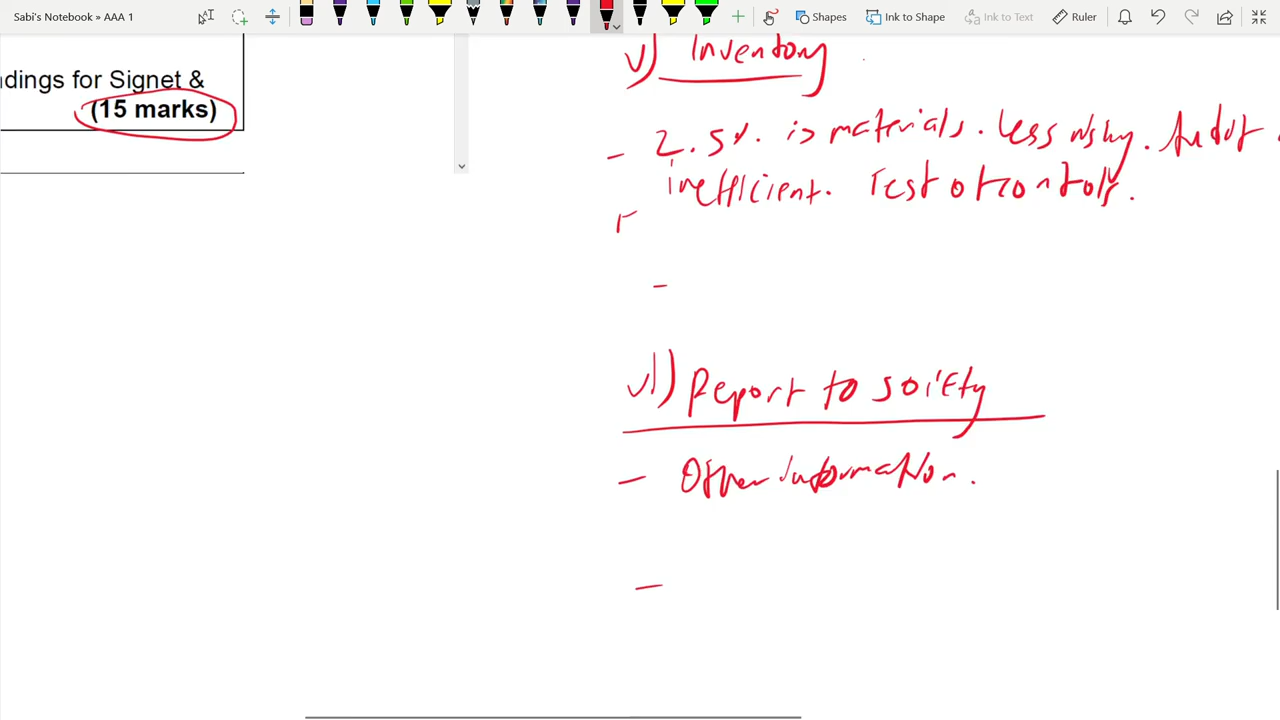 Sabi's Notebook » AAA 1
Shapes
Ink to Shape
Ink to Text
Ruler
dings for Signet &
(15 marks)
v) Inventory
- 2.5%. is materials. Less risky. Audit
inefficient. Test of controls.
-
vi) Report to society
- Other information.
-